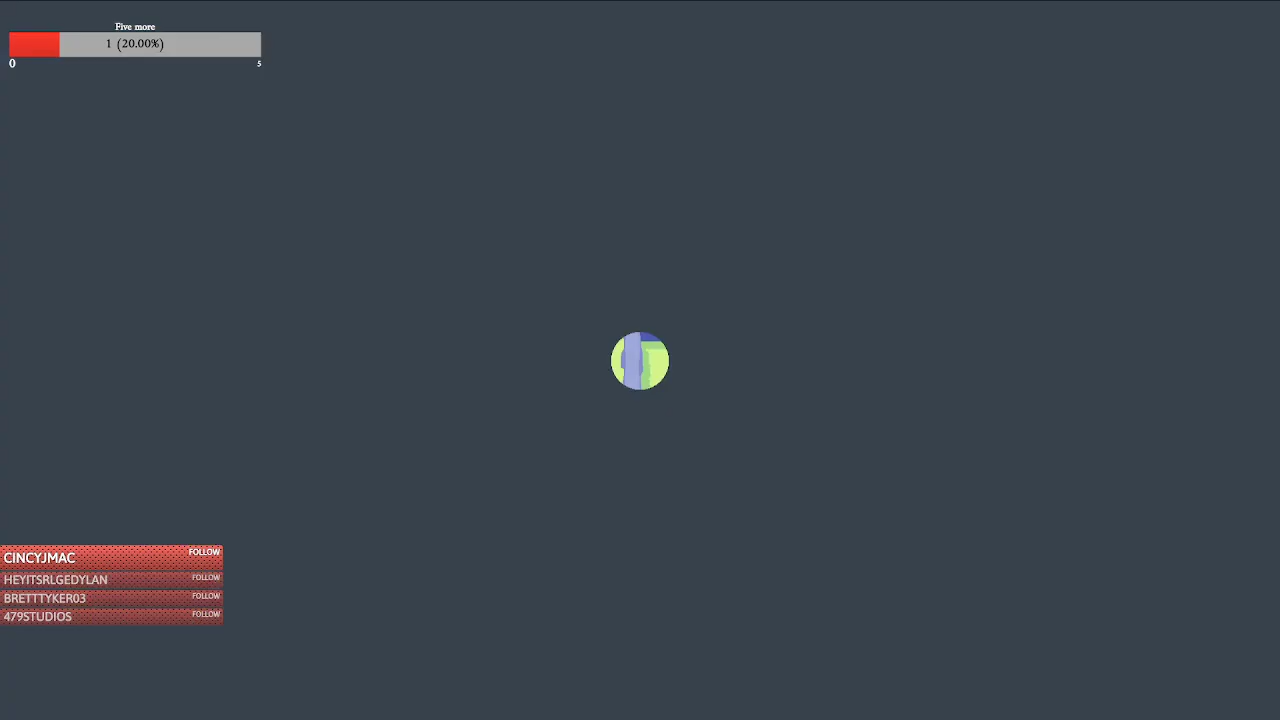 Five more
1 (20.00%)
0 5
CINCYJMAC FOLLOW
HEYITSRLGEDYLAN FOLLOW
BRETTTYKER03 FOLLOW
479STUDIOS FOLLOW